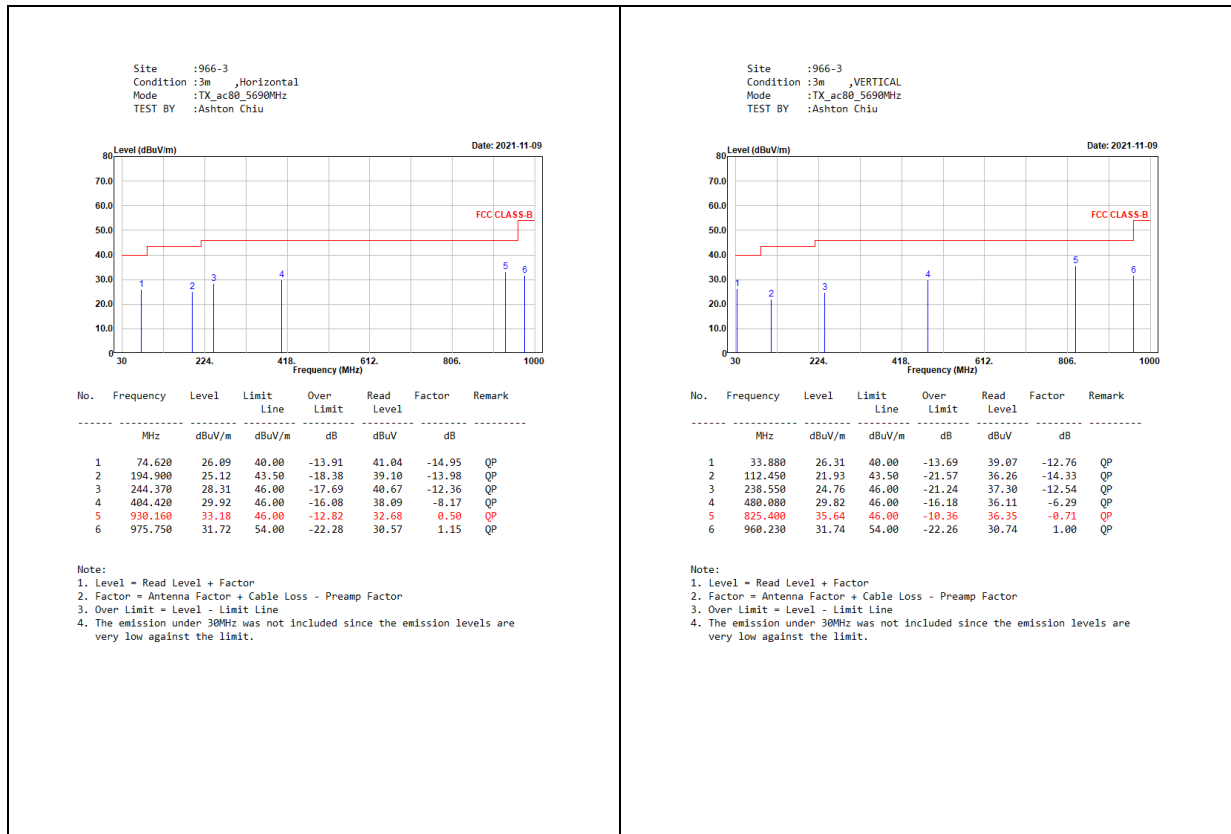 Site :966-3
Condition :3m ,Horizontal
Mode :TX_ac80_5690MHz
TEST BY :Ashton Chiu
Level (dBuV/m) Date: 2021-11-09
80
70.0
60.0
FCC CLASS-B
50.0
40.0
30.0
20.0
10.0
0
1 2 3 4 5 6
30 224. 418. 612. 806. 1000
Frequency (MHz)
No. Frequency Level Limit Over Read Factor Remark
Line Limit Level
------ ----------- -------- --------- -------- -------- -------- ---------
MHz dBuV/m dBuV/m dB dBuV dB
1 74.620 26.09 40.00 -13.91 41.04 -14.95 QP
2 194.900 25.12 43.50 -18.38 39.10 -13.98 QP
3 244.370 28.31 46.00 -17.69 40.67 -12.36 QP
4 404.420 29.92 46.00 -16.08 38.09 -8.17 QP
5 930.160 33.18 46.00 -12.82 32.68 0.50 QP
6 975.750 31.72 54.00 -22.28 30.57 1.15 QP
Note:
1. Level = Read Level + Factor
2. Factor = Antenna Factor + Cable Loss - Preamp Factor
3. Over Limit = Level - Limit Line
4. The emission under 30MHz was not included since the emission levels are
very low against the limit.
Site :966-3
Condition :3m ,VERTICAL
Mode :TX_ac80_5690MHz
TEST BY :Ashton Chiu
Level (dBuV/m) Date: 2021-11-09
80
70.0
60.0
FCC CLASS-B
50.0
40.0
30.0
20.0
10.0
0
1 2 3 4 5 6
30 224. 418. 612. 806. 1000
Frequency (MHz)
No. Frequency Level Limit Over Read Factor Remark
Line Limit Level
------ ----------- -------- --------- -------- -------- -------- ---------
MHz dBuV/m dBuV/m dB dBuV dB
1 33.880 26.31 40.00 -13.69 39.07 -12.76 QP
2 112.450 21.93 43.50 -21.57 36.26 -14.33 QP
3 238.550 24.76 46.00 -21.24 37.30 -12.54 QP
4 480.080 29.82 46.00 -16.18 36.11 -6.29 QP
5 825.400 35.64 46.00 -10.36 36.35 -0.71 QP
6 960.230 31.74 54.00 -22.26 30.74 1.00 QP
Note:
1. Level = Read Level + Factor
2. Factor = Antenna Factor + Cable Loss - Preamp Factor
3. Over Limit = Level - Limit Line
4. The emission under 30MHz was not included since the emission levels are
very low against the limit.